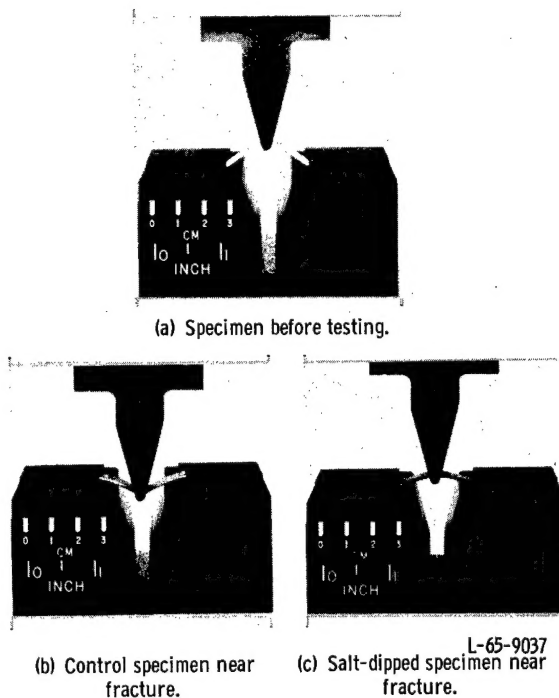 0 1 2 3
CM
0 1
INCH
(a) Specimen before testing.
0 1 2 3
CM
0 1
INCH
0 1 2 3
CM
0 1
INCH
L-65-9037
(b) Control specimen near
fracture.
(c) Salt-dipped specimen near
fracture.